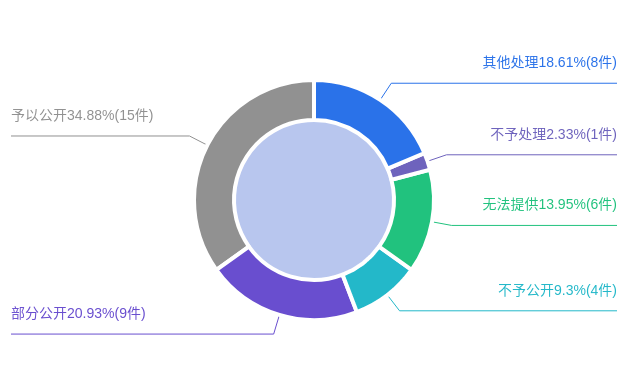 其他处理18.61%(8件)
予以公开34.88%(15件)
不予处理2.33%(1件)
无法提供13.95%(6件)
不予公开9.3%(4件)
部分公开20.93%(9件)